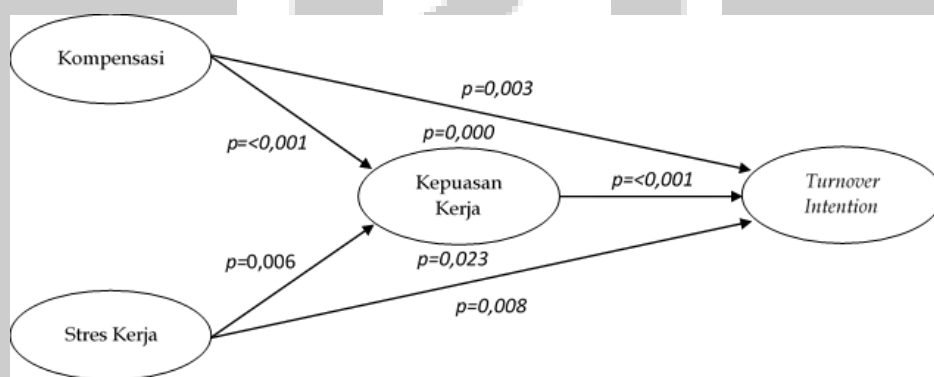 Kompensasi
p=0,003
p=<0,001
p=0,000
Kepuasan
Kerja
p=<0,001
Turnover
Intention
p=0,006
p=0,023
p=0,008
Stres Kerja